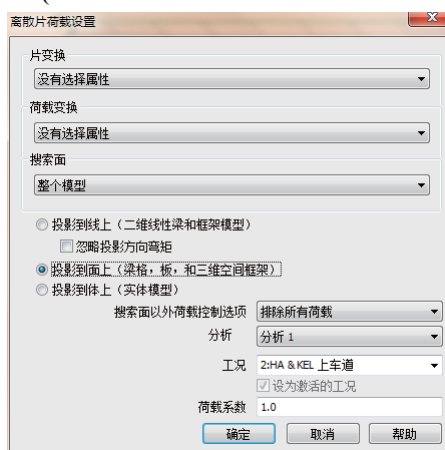 离散片荷载设置
片变换
没有选择属性
荷载变换
没有选择属性
搜索面
整个模型
投影到线上（二维线性梁和框架模型）
忽略投影方向弯矩
投影到面上（梁格，板，和三维空间框架）
投影到体上（实体模型）
搜索面以外荷载控制选项 排除所有荷载
分析 分析 1
工况 2:HA & KEL 上车道
设为激活的工况
荷载系数 1.0
确定 取消 帮助